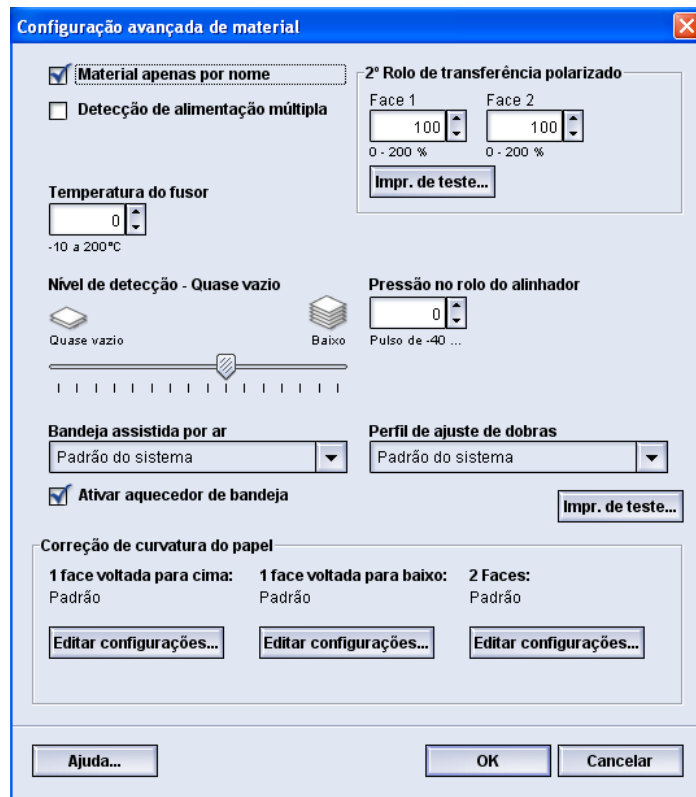 Configuração avançada de material
Material apenas por nome
Detecção de alimentação múltipla
2º Rolo de transferência polarizado
Face 1 Face 2
100 100
0 - 200 % 0 - 200 %
Impr. de teste...
Temperatura do fusor
0
-10 a 200°C
Nível de detecção - Quase vazio
Quase vazio Baixo
Pressão no rolo do alinhador
0
Pulso de -40 ...
Bandeja assistida por ar
Padrão do sistema
Perfil de ajuste de dobras
Padrão do sistema
Ativar aquecedor de bandeja
Impr. de teste...
Correção de curvatura do papel
1 face voltada para cima: 1 face voltada para baixo: 2 Faces:
Padrão Padrão Padrão
Editar configurações... Editar configurações... Editar configurações...
Ajuda... OK Cancelar